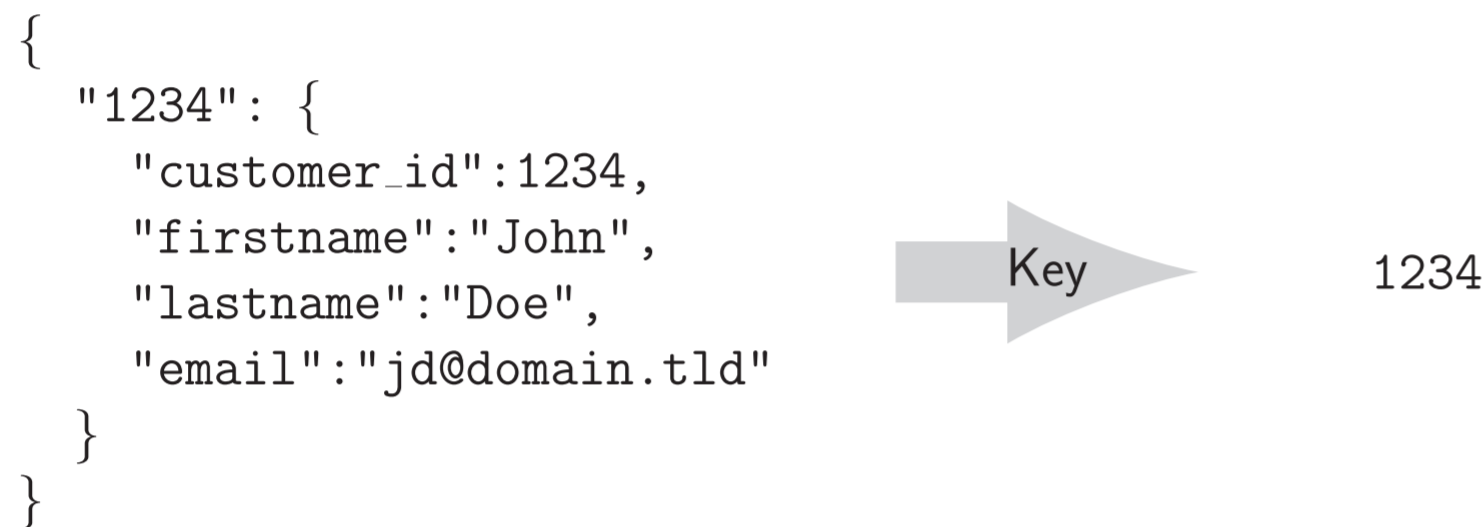 {
"1234": {
"customer_id":1234,
"firstname":"John",
"lastname":"Doe",
"email":"jd@domain.tld"
}
}
Key
1234